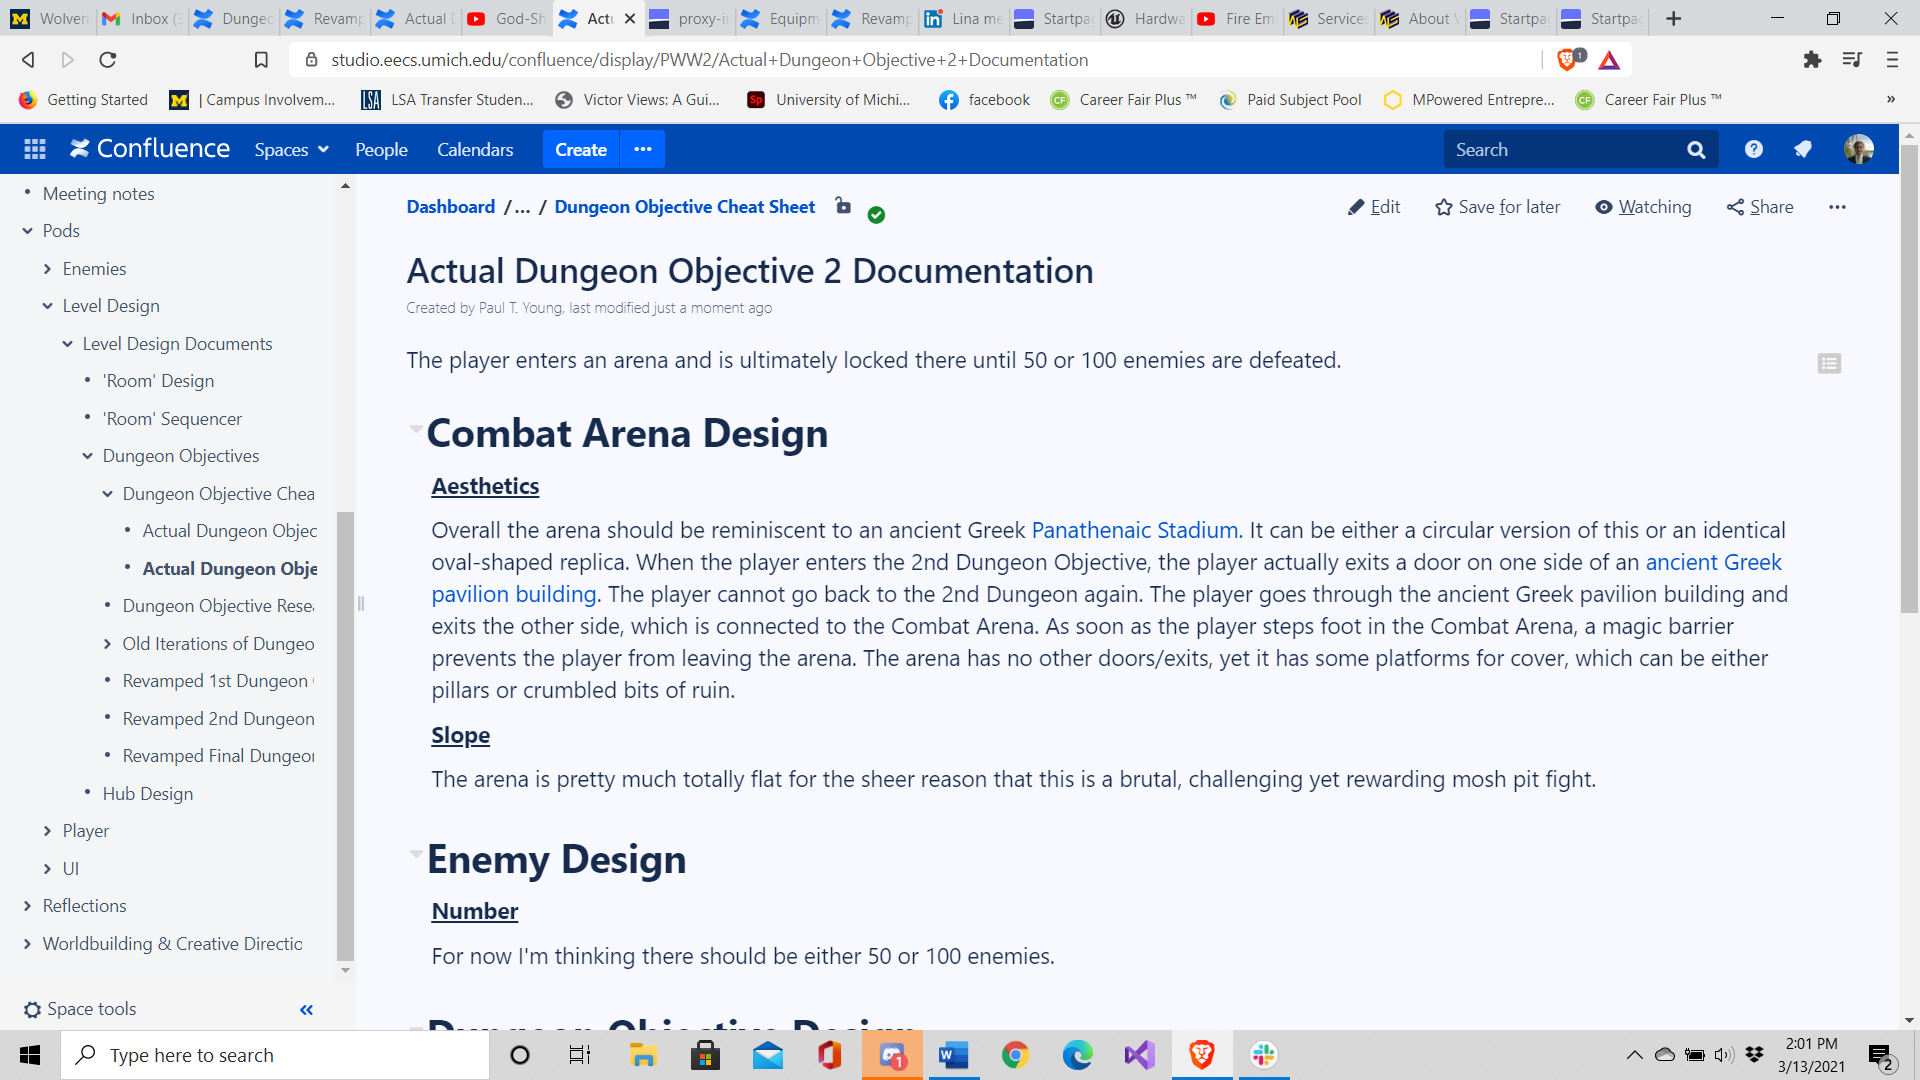 Wolveri
Inbox (3
Dungeo
Revamp
Actual D
God-Sha
Actu
proxy-in
Equipm
Revamp
Lina me
Startpag
Hardwa
Fire Em
Services
About W
Startpag
Startpag
studio.eecs.umich.edu/confluence/display/PWW2/Actual+Dungeon+Objective+2+Documentation
1
Getting Started
| Campus Involvem...
LSA Transfer Studen...
Victor Views: A Gui...
University of Michi...
facebook
Career Fair Plus ™
Paid Subject Pool
MPowered Entrepre...
Career Fair Plus ™
»
Confluence
Spaces
People
Calendars
Create
Search
Meeting notes
Pods
Enemies
Level Design
Level Design Documents
'Room' Design
'Room' Sequencer
Dungeon Objectives
Dungeon Objective Chea
Actual Dungeon Objec
Actual Dungeon Obje
Dungeon Objective Resea
Old Iterations of Dungeo
Revamped 1st Dungeon
Revamped 2nd Dungeon
Revamped Final Dungeon
Hub Design
Player
UI
Reflections
Worldbuilding & Creative Directio
Space tools
Dashboard /... / Dungeon Objective Cheat Sheet
Edit
Save for later
Watching
Share
Actual Dungeon Objective 2 Documentation
Created by Paul T. Young, last modified just a moment ago
The player enters an arena and is ultimately locked there until 50 or 100 enemies are defeated.
Combat Arena Design
Aesthetics
Overall the arena should be reminiscent to an ancient Greek Panathenaic Stadium. It can be either a circular version of this or an identical
oval-shaped replica. When the player enters the 2nd Dungeon Objective, the player actually exits a door on one side of an ancient Greek
pavilion building. The player cannot go back to the 2nd Dungeon again. The player goes through the ancient Greek pavilion building and
exits the other side, which is connected to the Combat Arena. As soon as the player steps foot in the Combat Arena, a magic barrier
prevents the player from leaving the arena. The arena has no other doors/exits, yet it has some platforms for cover, which can be either
pillars or crumbled bits of ruin.
Slope
The arena is pretty much totally flat for the sheer reason that this is a brutal, challenging yet rewarding mosh pit fight.
Enemy Design
Number
For now I'm thinking there should be either 50 or 100 enemies.
Dungeon Objective Design
Type here to search
1
2:01 PM
3/13/2021
2